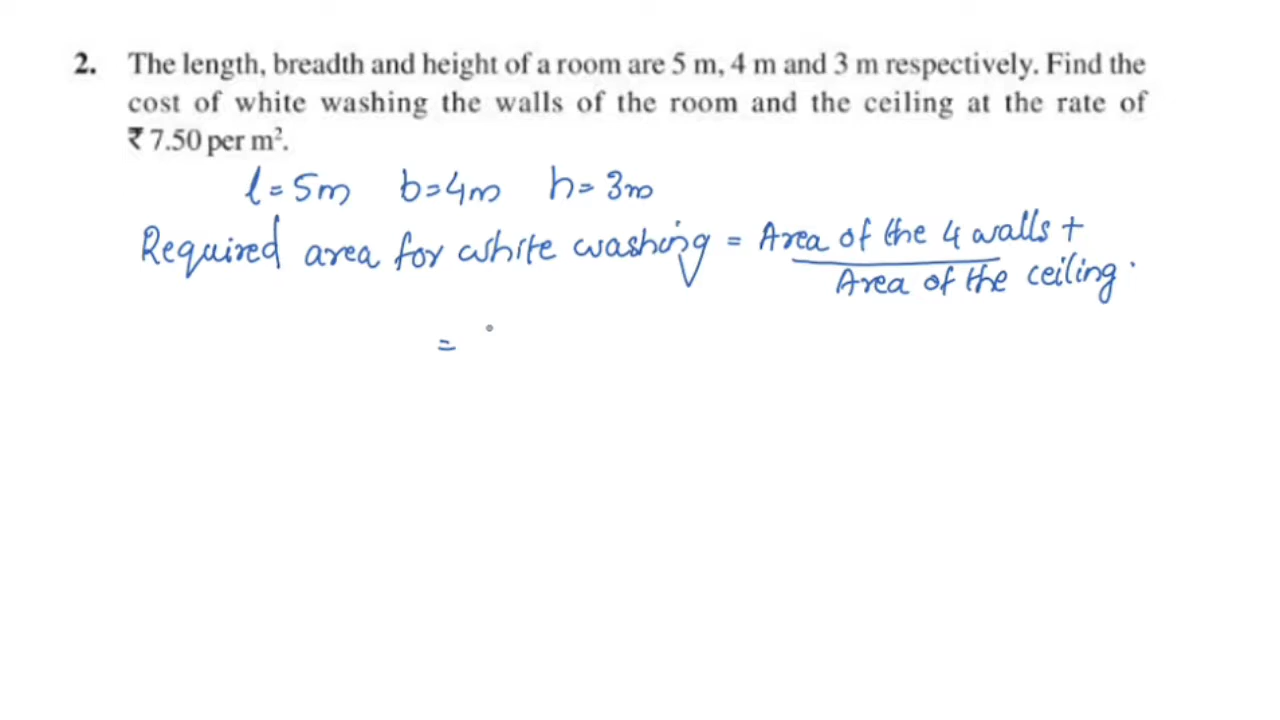 2. The length, breadth and height of a room are 5 m, 4 m and 3 m respectively. Find the
cost of white washing the walls of the room and the ceiling at the rate of
₹ 7.50 per m².
l = 5m b=4m h= 3m
Required area for white washing = Area of the 4 walls +
Area of the ceiling.
=